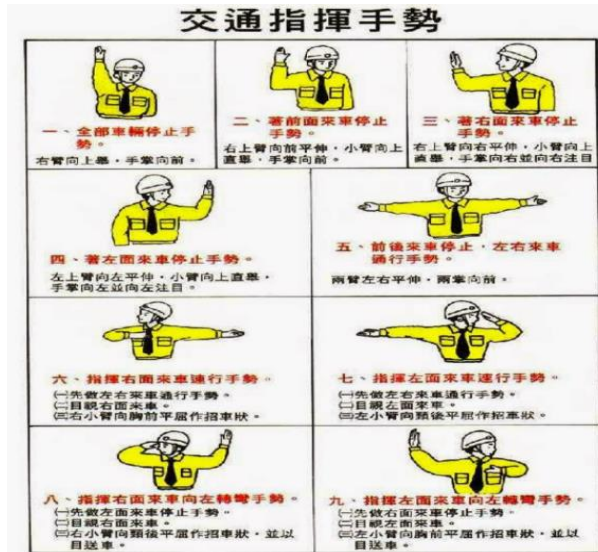 交通指揮手勢
一、全部車輛停止手
勢。
右臂向上舉，手掌向前。
二、著前面來車停止
手勢。
右上臂向前平伸，小臂向上
直舉，手掌向前。
三、著右面來車停止
手勢。
右上臂向右平伸，小臂向上
直舉，手掌向右並向右注目
四、著左面來車停止手勢。
左上臂向左平伸，小臂向上直舉，
手掌向左並向左注目。
五、前後來車停止，左右來車
通行手勢。
兩臂左右平伸，兩掌向前。
六、指揮右面來車速行手勢。
㈠先做左右來車通行手勢。
㈡目視右面來車。
㈢右小臂向胸前平屈作招車狀。
七、指揮左面來車速行手勢。
㈠先做左右來車通行手勢。
㈡目視左面來車。
㈢左小臂向頸後平屈作招車狀。
八、指揮右面來車向左轉彎手勢。
㈠先做左面來車停止手勢。
㈡目視右面來車。
㈢右小臂向頸後平屈作招車狀，並以
目送車。
九、指揮左面來車向左轉彎手勢。
㈠先做右面來車停止手勢。
㈡目視左面來車。
㈢左小臂向胸前平屈作招車狀，並以
目送車。